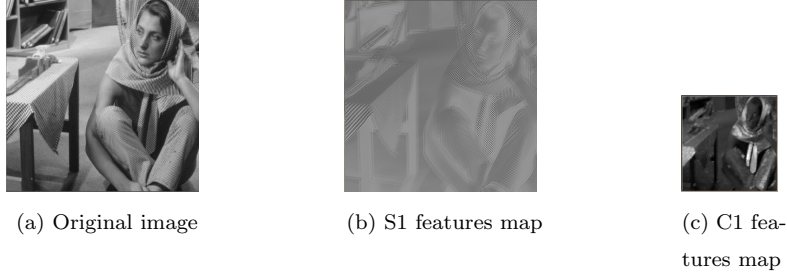 (a) Original image
(b) S1 features map
(c) C1 fea-
tures map